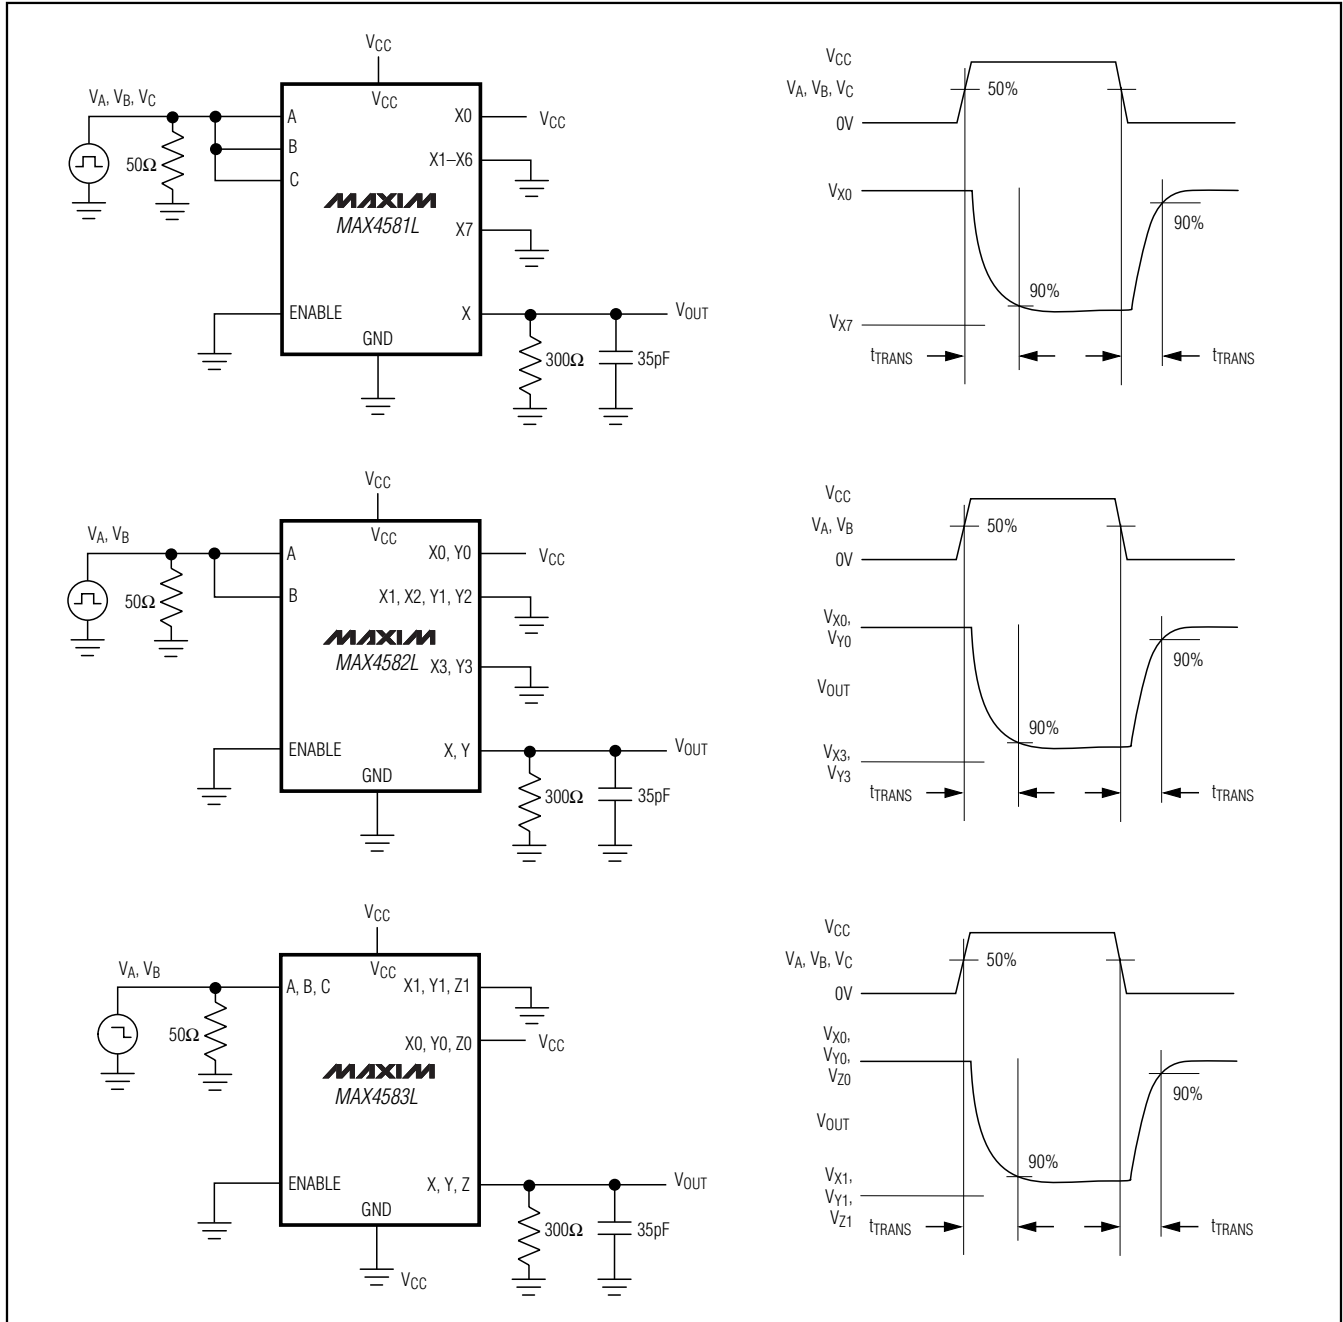 VCC
VA, VB, VC
50Ω
VCC
A
B
C
X0
VCC
X1–X6
MAXIM
MAX4581L
X7
ENABLE
X
VOUT
GND
300Ω
35pF
VCC
VA, VB, VC
50%
0V
VX0
90%
90%
VX7
tTRANS
tTRANS
VCC
VA, VB
50Ω
VCC
A
B
X0, Y0
VCC
X1, X2, Y1, Y2
MAXIM
MAX4582L
X3, Y3
ENABLE
X, Y
VOUT
GND
300Ω
35pF
VCC
VA, VB
50%
0V
VX0,
VY0
90%
VOUT
90%
VX3,
VY3
tTRANS
tTRANS
VCC
VA, VB
50Ω
VCC
A, B, C
X1, Y1, Z1
X0, Y0, Z0
VCC
MAXIM
MAX4583L
ENABLE
X, Y, Z
VOUT
GND
300Ω
35pF
VCC
VCC
VA, VB, VC
50%
0V
VX0,
VY0,
VZ0
90%
VOUT
90%
VX1,
VY1,
VZ1
tTRANS
tTRANS